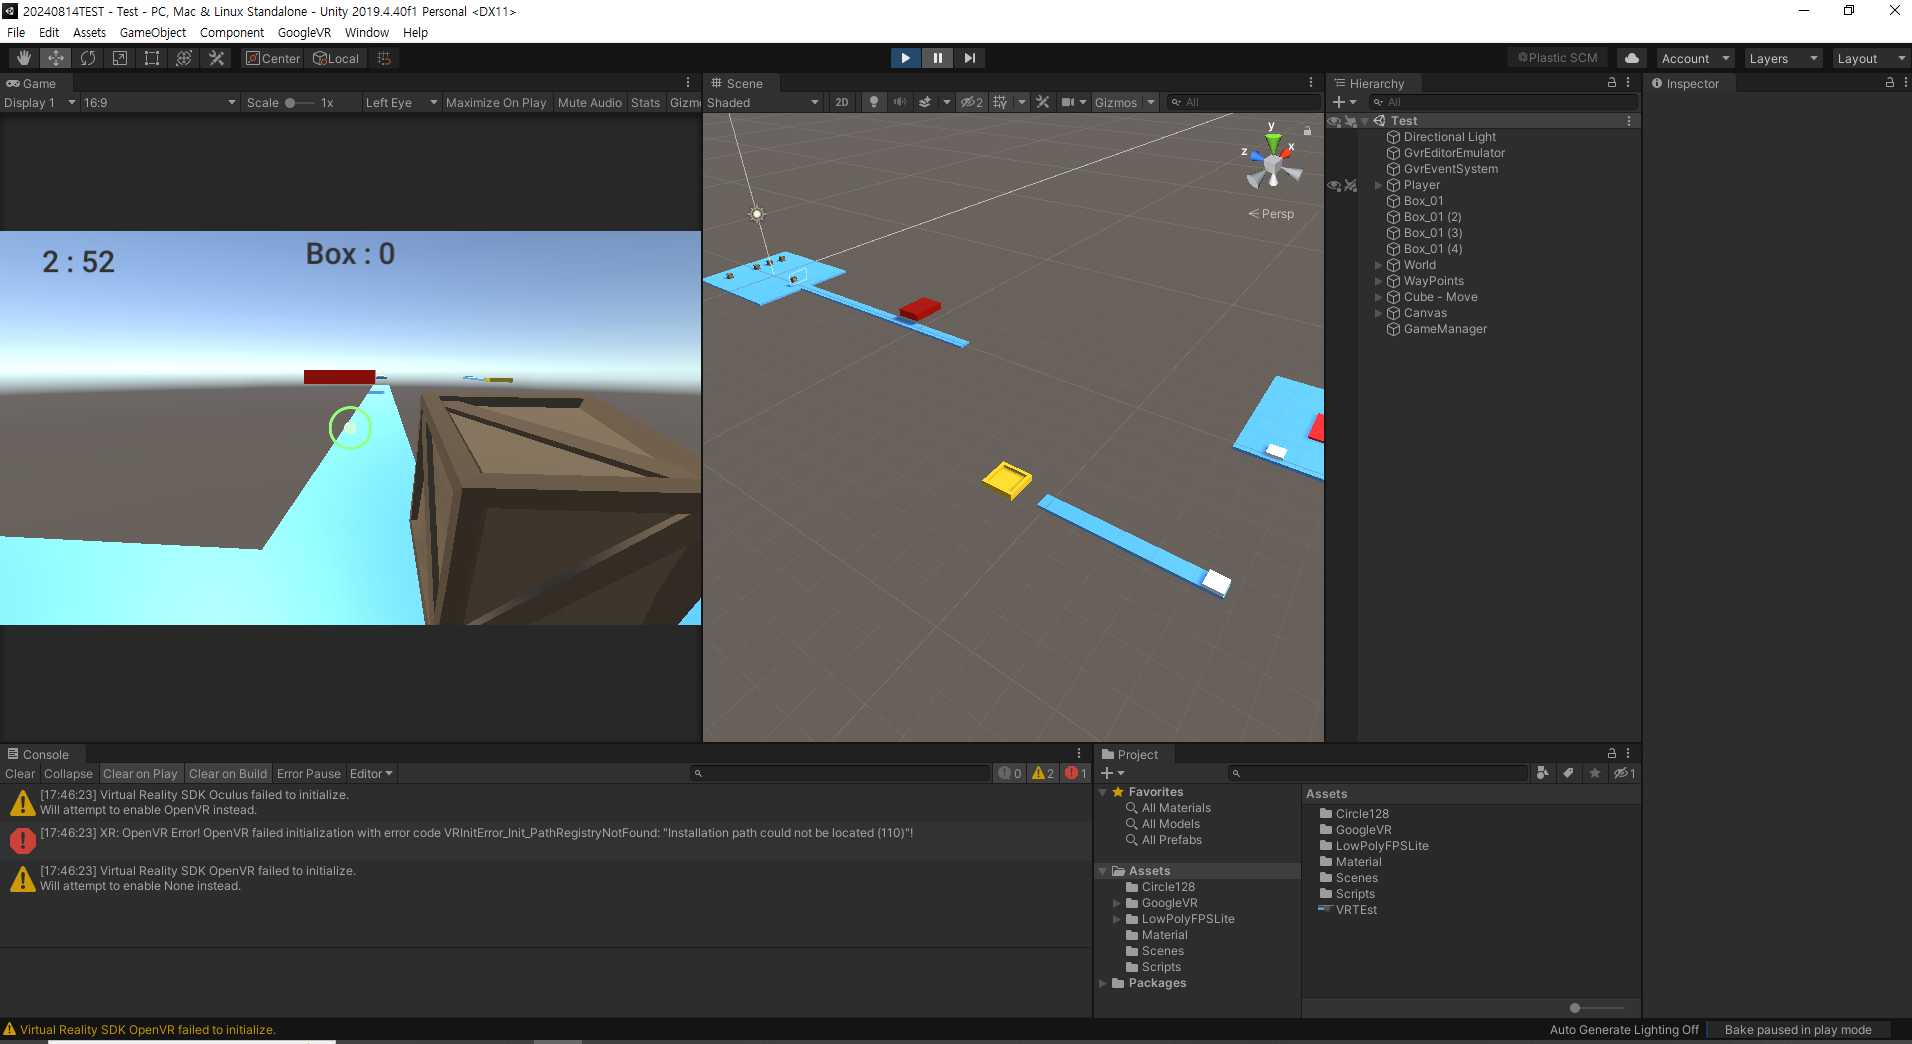 20240814TEST - Test - PC, Mac & Linux Standalone - Unity 2019.4.40f1 Personal <DX11>
File Edit Assets GameObject Component GoogleVR Window Help
Center Local
Plastic SCM Account Layers Layout
Game
Display 1 16:9 Scale 1x Left Eye Maximize On Play Mute Audio Stats Gizm
2 : 52
Box : 0
Scene
Shaded 2D 2 Gizmos All
y
z x
Persp
Hierarchy
All
Test
Directional Light
GvrEditorEmulator
GvrEventSystem
Player
Box_01
Box_01 (2)
Box_01 (3)
Box_01 (4)
World
WayPoints
Cube - Move
Canvas
GameManager
Inspector
Console
Clear Collapse Clear on Play Clear on Build Error Pause Editor 0 2 1
[17:46:23] Virtual Reality SDK Oculus failed to initialize.
Will attempt to enable OpenVR instead.
[17:46:23] XR: OpenVR Error! OpenVR failed initialization with error code VRInitError_Init_PathRegistryNotFound: "Installation path could not be located (110)"!
[17:46:23] Virtual Reality SDK OpenVR failed to initialize.
Will attempt to enable None instead.
Project
1
Favorites
All Materials
All Models
All Prefabs
Assets
Circle128
GoogleVR
LowPolyFPSLite
Material
Scenes
Scripts
Packages
Assets
Circle128
GoogleVR
LowPolyFPSLite
Material
Scenes
Scripts
VRTEst
Virtual Reality SDK OpenVR failed to initialize.
Auto Generate Lighting Off Bake paused in play mode